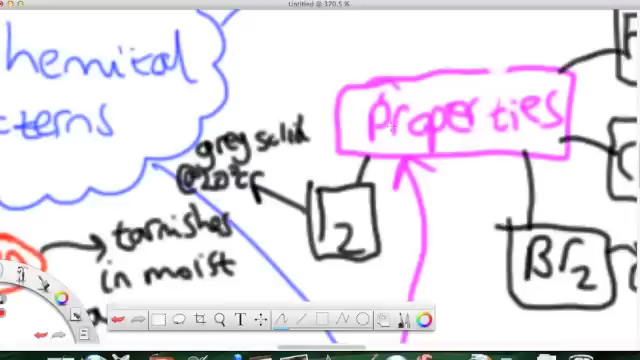 Untitled @ 370.5 %
hemical
tterns
Properties
grey solid
@20°C
I2
Br2
tarnishes
in moist